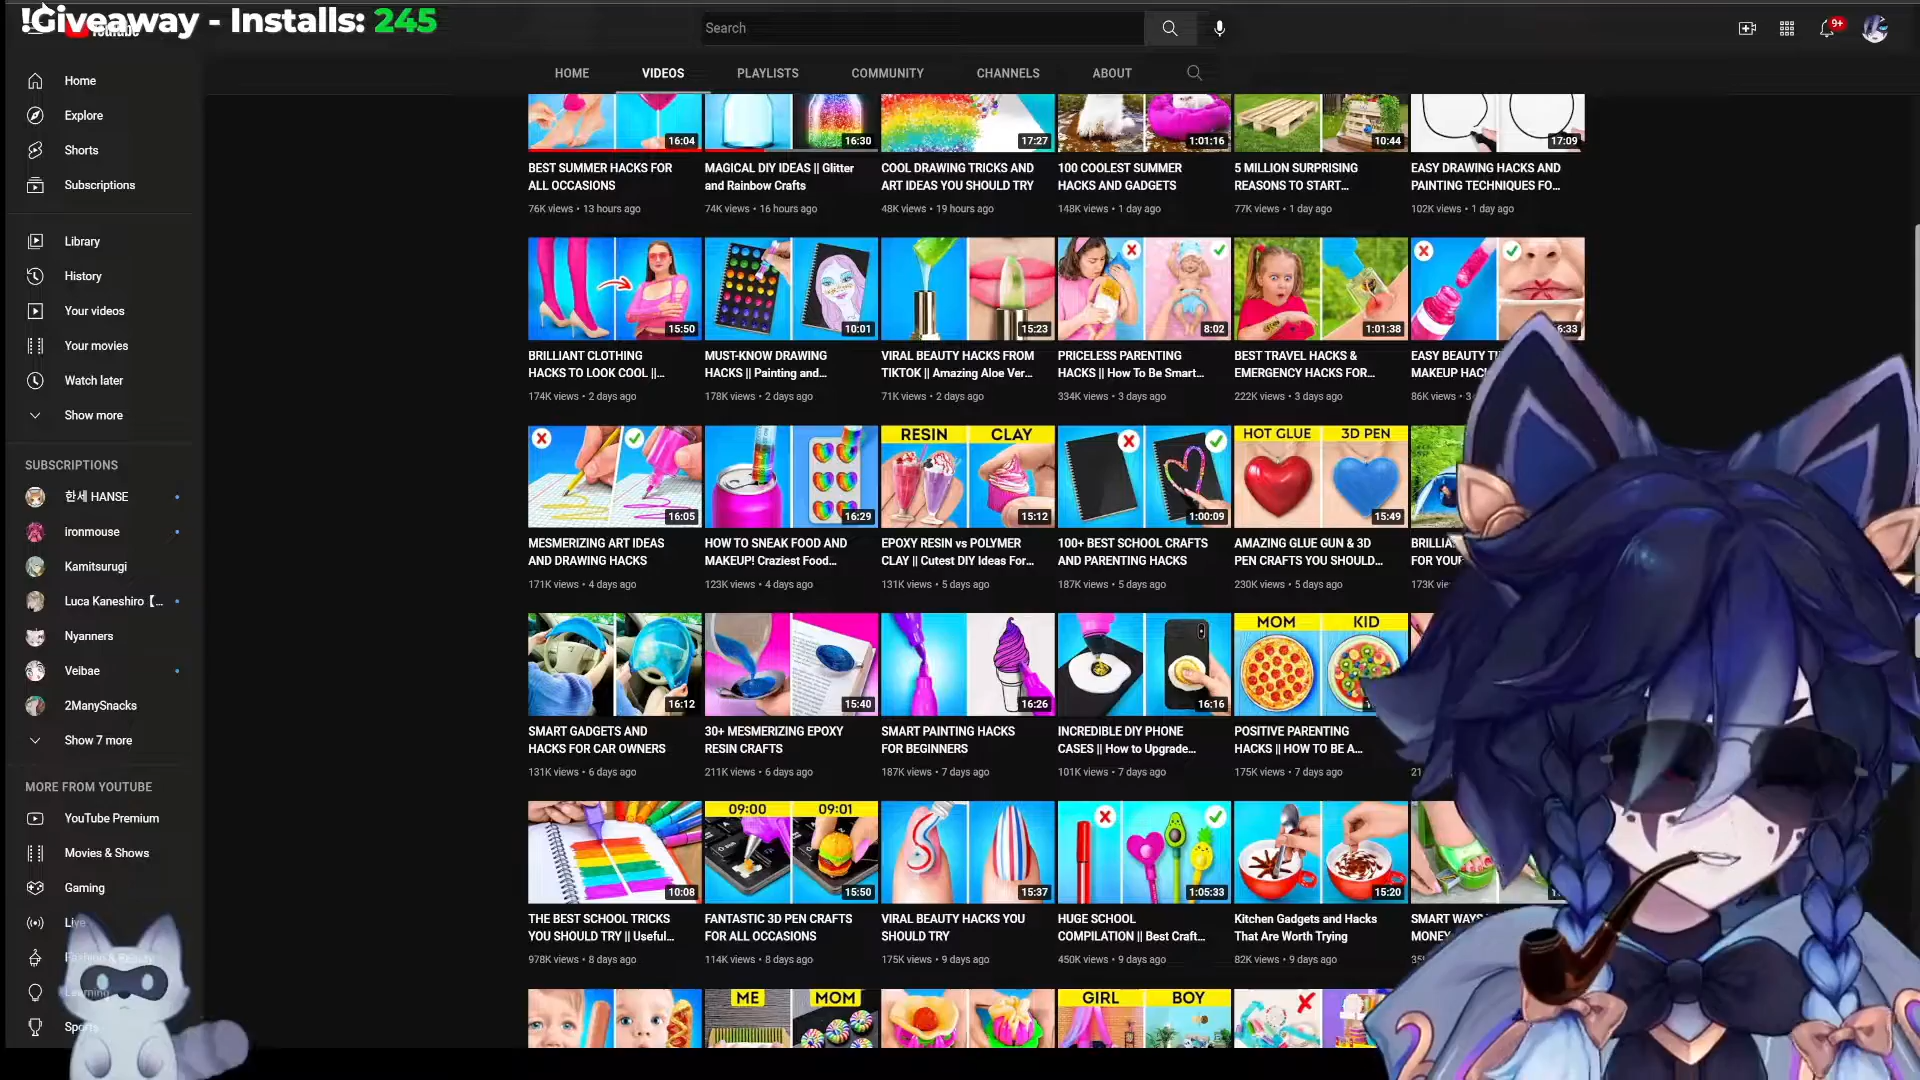 !Giveaway - Installs: 245
Search
9+
Home
Explore
Shorts
Subscriptions
Library
History
Your videos
Your movies
Watch later
Show more
SUBSCRIPTIONS
한세 HANSE
ironmouse
Kamitsurugi
Luca Kaneshiro【...
Nyanners
Veibae
2ManySnacks
Show 7 more
MORE FROM YOUTUBE
YouTube Premium
Movies & Shows
Gaming
Live
Fashion & Beauty
Learning
Sports
HOME VIDEOS PLAYLISTS COMMUNITY CHANNELS ABOUT
16:04 16:30 17:27 1:01:16 10:44 17:09
BEST SUMMER HACKS FOR
ALL OCCASIONS
76K views • 13 hours ago
MAGICAL DIY IDEAS || Glitter
and Rainbow Crafts
74K views • 16 hours ago
COOL DRAWING TRICKS AND
ART IDEAS YOU SHOULD TRY
48K views • 19 hours ago
100 COOLEST SUMMER
HACKS AND GADGETS
148K views • 1 day ago
5 MILLION SURPRISING
REASONS TO START...
77K views • 1 day ago
EASY DRAWING HACKS AND
PAINTING TECHNIQUES FO...
102K views • 1 day ago
15:50 10:01 15:23 8:02 1:01:38 6:33
BRILLIANT CLOTHING
HACKS TO LOOK COOL ||...
174K views • 2 days ago
MUST-KNOW DRAWING
HACKS || Painting and...
178K views • 2 days ago
VIRAL BEAUTY HACKS FROM
TIKTOK || Amazing Aloe Ver...
71K views • 2 days ago
PRICELESS PARENTING
HACKS || How To Be Smart...
334K views • 3 days ago
BEST TRAVEL HACKS &
EMERGENCY HACKS FOR...
222K views • 3 days ago
EASY BEAUTY
MAKEUP
86K views • 3
RESIN CLAY
HOT GLUE 3D PEN
16:05 16:29 15:12 1:00:09 15:49
MESMERIZING ART IDEAS
AND DRAWING HACKS
171K views • 4 days ago
HOW TO SNEAK FOOD AND
MAKEUP! Craziest Food...
123K views • 4 days ago
EPOXY RESIN vs POLYMER
CLAY || Cutest DIY Ideas For...
131K views • 5 days ago
100+ BEST SCHOOL CRAFTS
AND PARENTING HACKS
187K views • 5 days ago
AMAZING GLUE GUN & 3D
PEN CRAFTS YOU SHOULD...
230K views • 5 days ago
FOR
173K
MOM KID
16:12 15:40 16:26 16:16
SMART GADGETS AND
HACKS FOR CAR OWNERS
131K views • 6 days ago
30+ MESMERIZING EPOXY
RESIN CRAFTS
211K views • 6 days ago
SMART PAINTING HACKS
FOR BEGINNERS
187K views • 7 days ago
INCREDIBLE DIY PHONE
CASES || How to Upgrade...
101K views • 7 days ago
POSITIVE PARENTING
HACKS || HOW TO BE A...
175K views • 7 days ago
09:00 09:01
10:08 15:50 15:37 1:05:33 15:20
THE BEST SCHOOL TRICKS
YOU SHOULD TRY || Useful...
978K views • 8 days ago
FANTASTIC 3D PEN CRAFTS
FOR ALL OCCASIONS
114K views • 8 days ago
VIRAL BEAUTY HACKS YOU
SHOULD TRY
175K views • 9 days ago
HUGE SCHOOL
COMPILATION || Best Craft...
450K views • 9 days ago
Kitchen Gadgets and Hacks
That Are Worth Trying
82K views • 9 days ago
SMART WAYS
MONEY
ME MOM
GIRL BOY